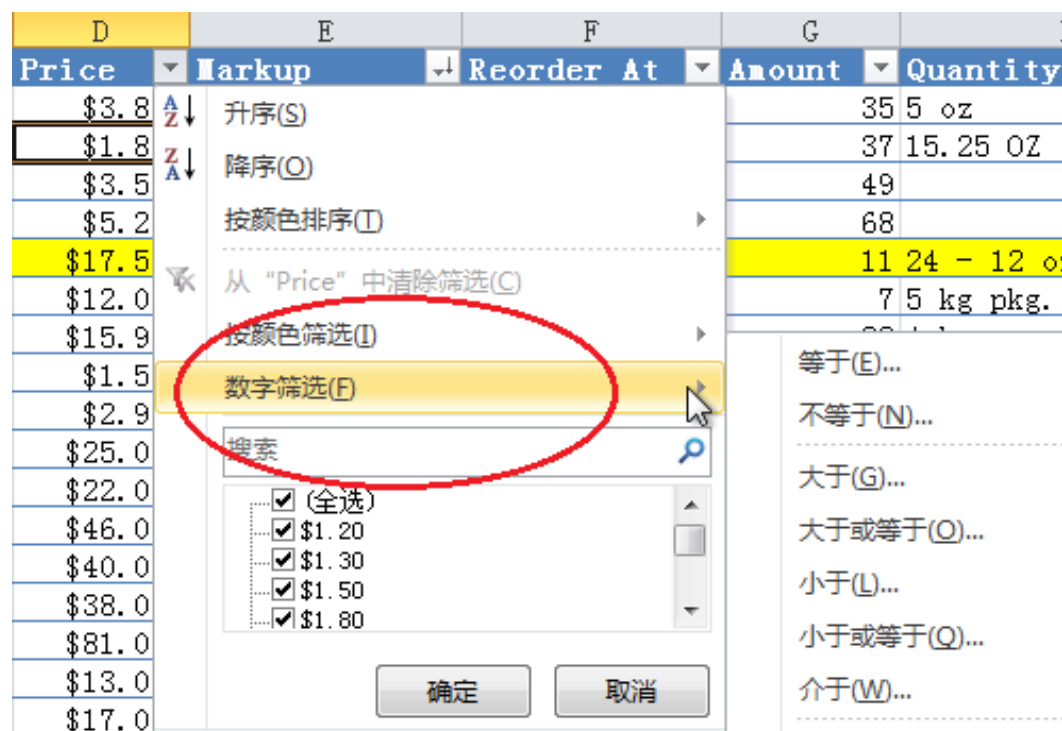 D E F G
Price Markup Reorder At Amount Quantity
$3.8 35 5 oz
$1.8 37 15.25 OZ
$3.5 49
$5.2 68
$17.5 11 24 - 12 o
$12.0 7 5 kg pkg.
$15.9
$1.5
$2.9
$25.0
$22.0
$46.0
$40.0
$38.0
$81.0
$13.0
$17.0
升序(S)
降序(O)
按颜色排序(T)
从“Price”中清除筛选(C)
按颜色筛选(I)
数字筛选(F)
搜索
(全选)
$1.20
$1.30
$1.50
$1.80
确定 取消
等于(E)...
不等于(N)...
大于(G)...
大于或等于(O)...
小于(L)...
小于或等于(Q)...
介于(W)...